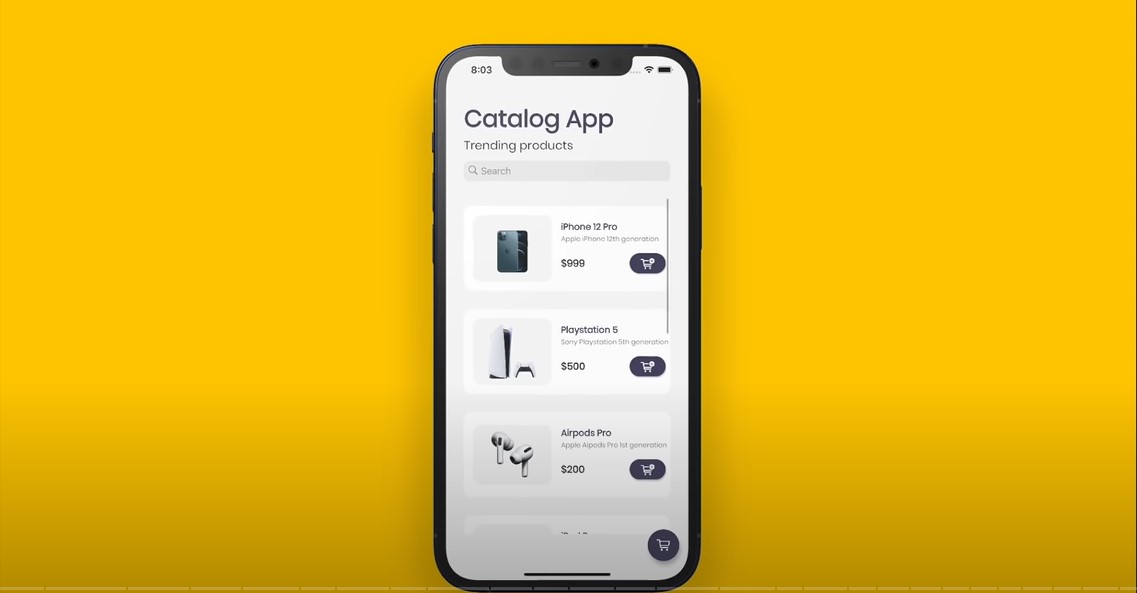 8:03
Catalog App
Trending products
Search
iPhone 12 Pro
Apple iPhone 12th generation
$999
Playstation 5
Sony Playstation 5th generation
$500
Airpods Pro
Apple Aipods Pro 1st generation
$200